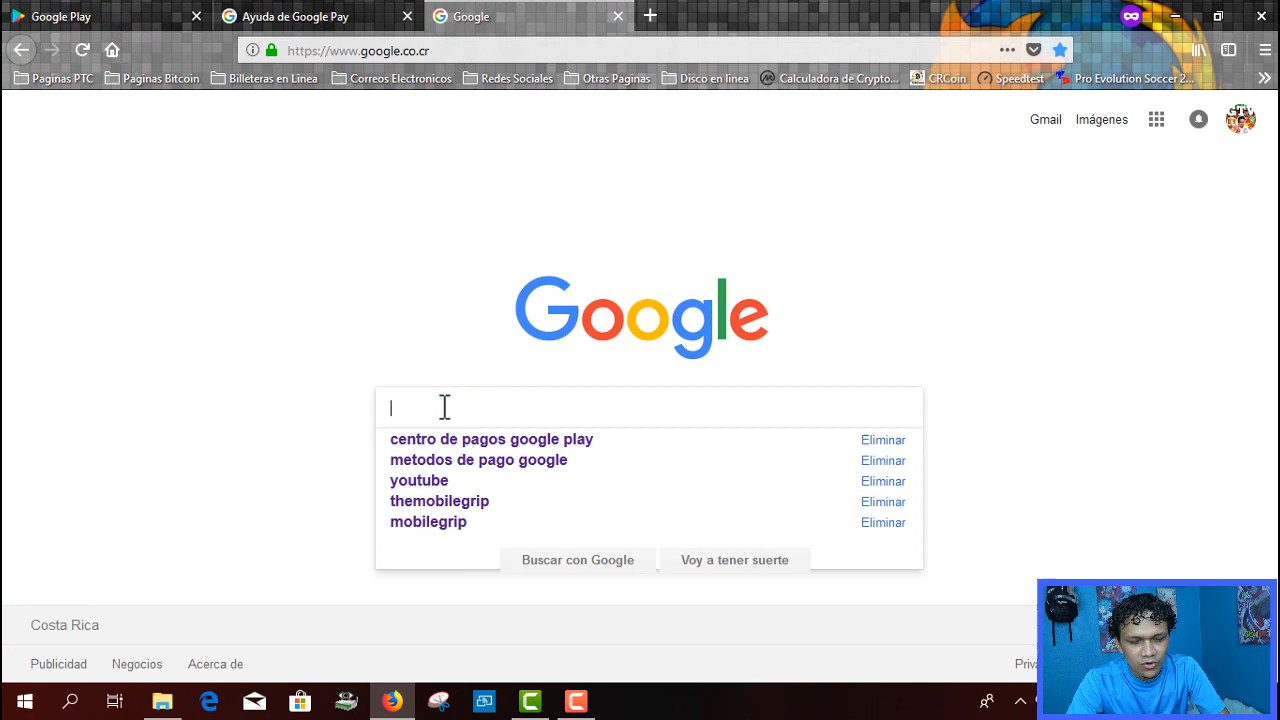 Google Play
Ayuda de Google Pay
Google
https://www.google.co.cr
Paginas PTC
Paginas Bitcoin
Billeteras en Linea
Correos Electronicos
Redes Sociales
Otras Paginas
Disco en linea
Calculadora de Crypto...
CRCoin
Speedtest
Pro Evolution Soccer 2...
Gmail
Imágenes
Google
centro de pagos google play Eliminar
metodos de pago google Eliminar
youtube Eliminar
themobilegrip Eliminar
mobilegrip Eliminar
Buscar con Google Voy a tener suerte
Costa Rica
Publicidad Negocios Acerca de Priva